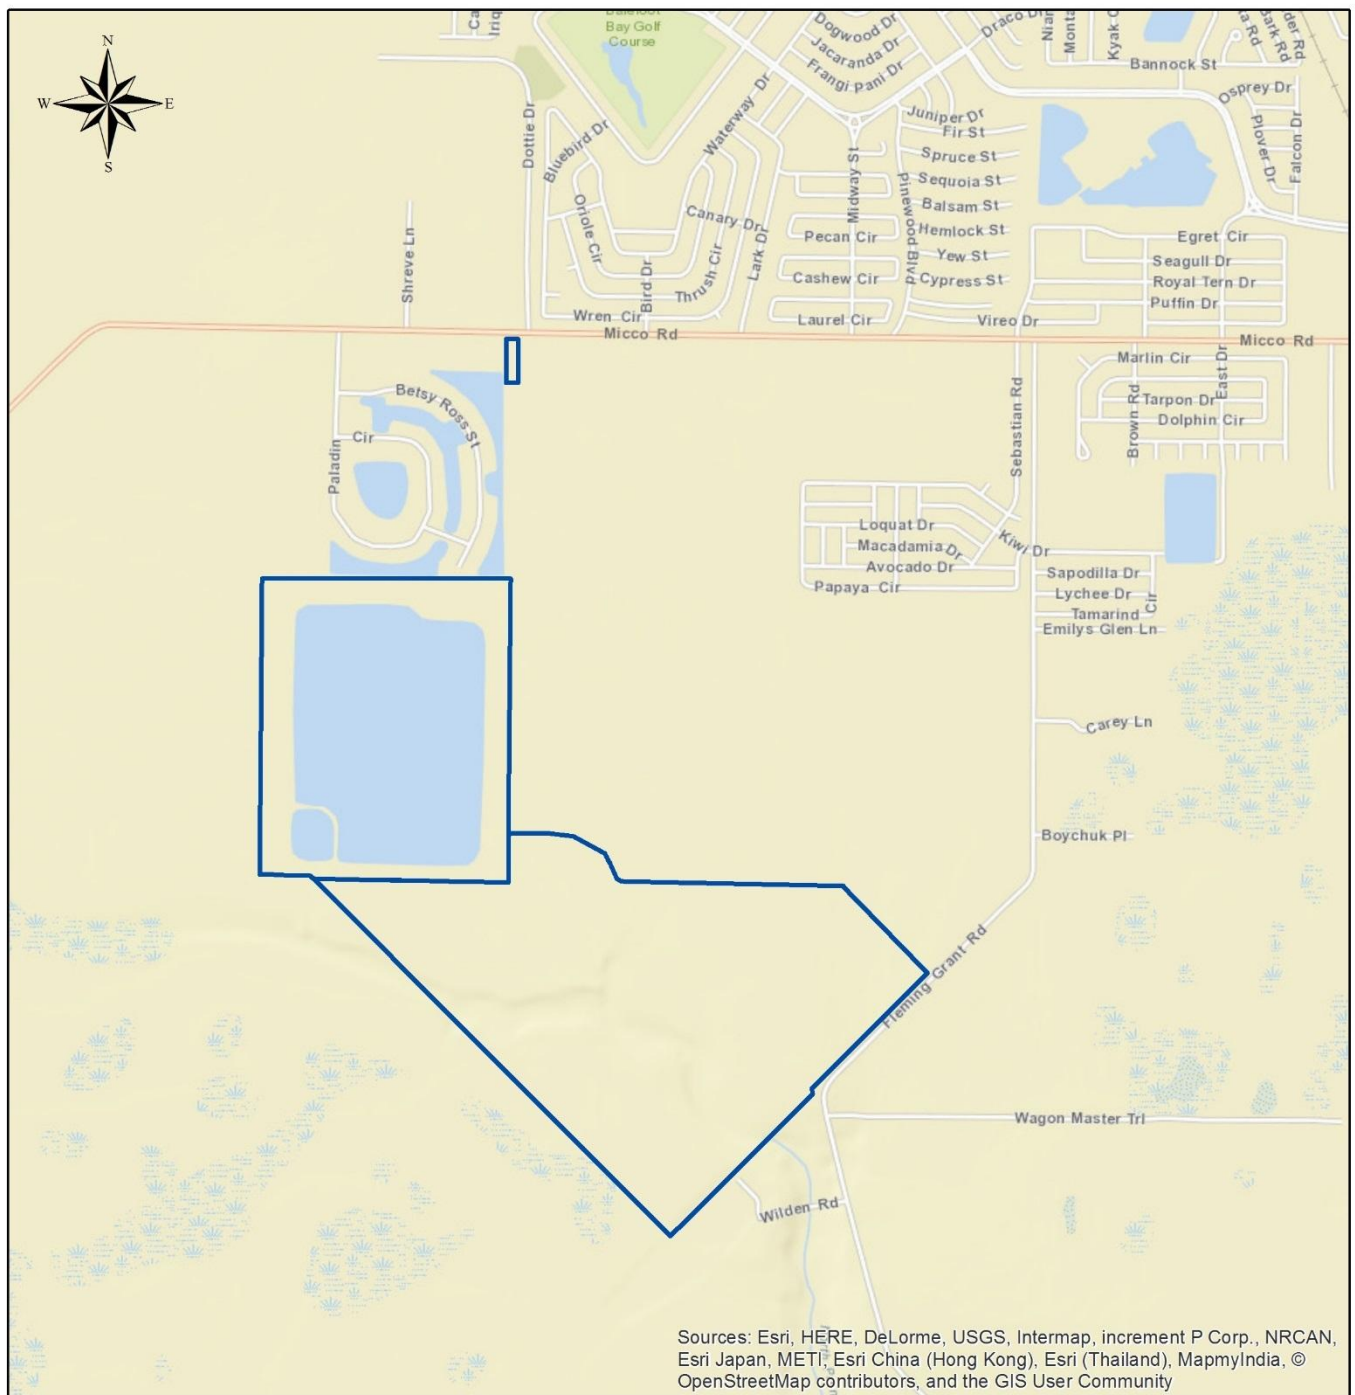 N
W
E
S
Ca
Iriq
Barefoot
Bay Golf
Course
Dogwood Dr
Jacaranda Dr
Frangi Pani Dr
Draco Dr
Kyak C
Bannock St
Bark Rd
Osprey Dr
Plover Dr
Falcon Dr
Dottie Dr
Bluebird Dr
Waterway Dr
Juniper Dr
Fir St
Spruce St
Sequoia St
Balsam St
Hemlock St
Yew St
Cypress St
Midway St
Pinewood Blvd
Oriole Cir
Canary Dr
Lark Dr
Pecan Cir
Cashew Cir
Laurel Cir
Egret Cir
Seagull Dr
Royal Tern Dr
Puffin Dr
Vireo Dr
Shreve Ln
Bird Dr
Thrush Cir
Wren Cir
Micco Rd
Micco Rd
Marlin Cir
Tarpon Dr
Dolphin Cir
Brown Rd
East Dr
Sebastian Rd
Betsy Ross St
Paladin
Cir
Loquat Dr
Macadamia Dr
Avocado Dr
Papaya Cir
Kiwi Dr
Sapodilla Dr
Lychee Dr
Tamarind
Cir
Emilys Glen Ln
Carey Ln
Boychuk Pl
Fleming Grant Rd
Wagon Master Trl
Wilden Rd
Sources: Esri, HERE, DeLorme, USGS, Intermap, increment P Corp., NRCAN,
Esri Japan, METI, Esri China (Hong Kong), Esri (Thailand), MapmyIndia, ©
OpenStreetMap contributors, and the GIS User Community